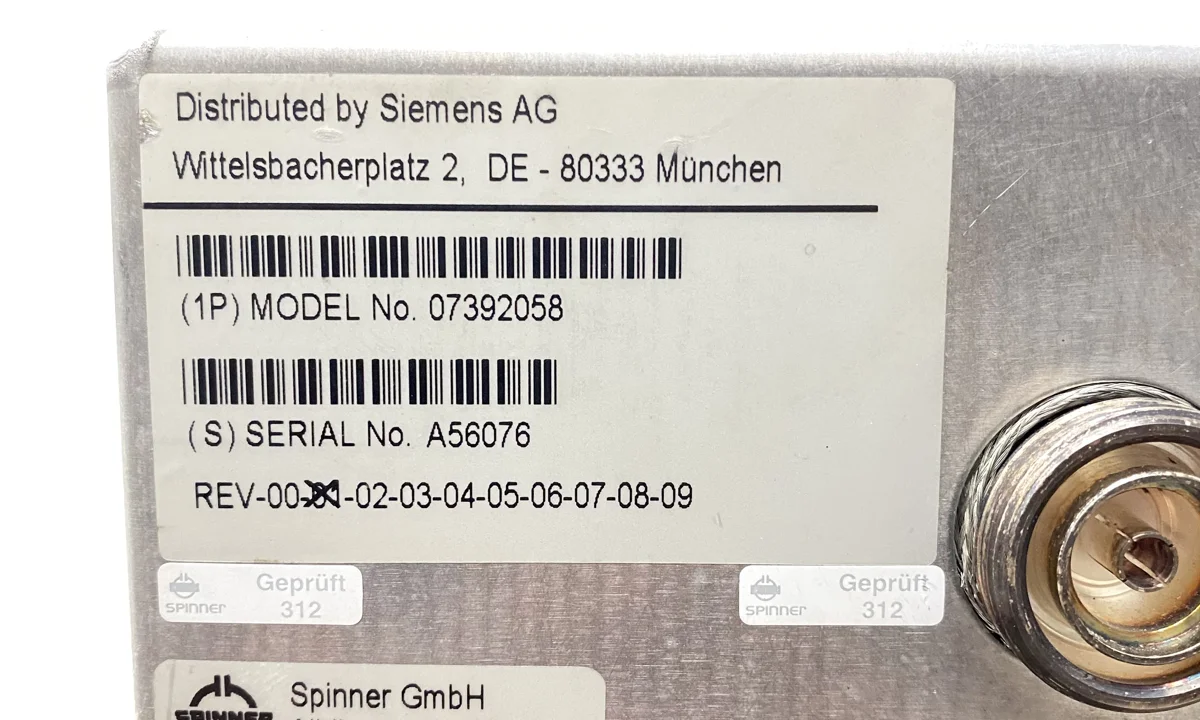 Distributed by Siemens AG
Wittelsbacherplatz 2, DE - 80333 München
(1P) MODEL No. 07392058
(S) SERIAL No. A56076
REV-00-01-02-03-04-05-06-07-08-09
SPINNER Geprüft 312
SPINNER Geprüft 312
SPINNER
Spinner GmbH